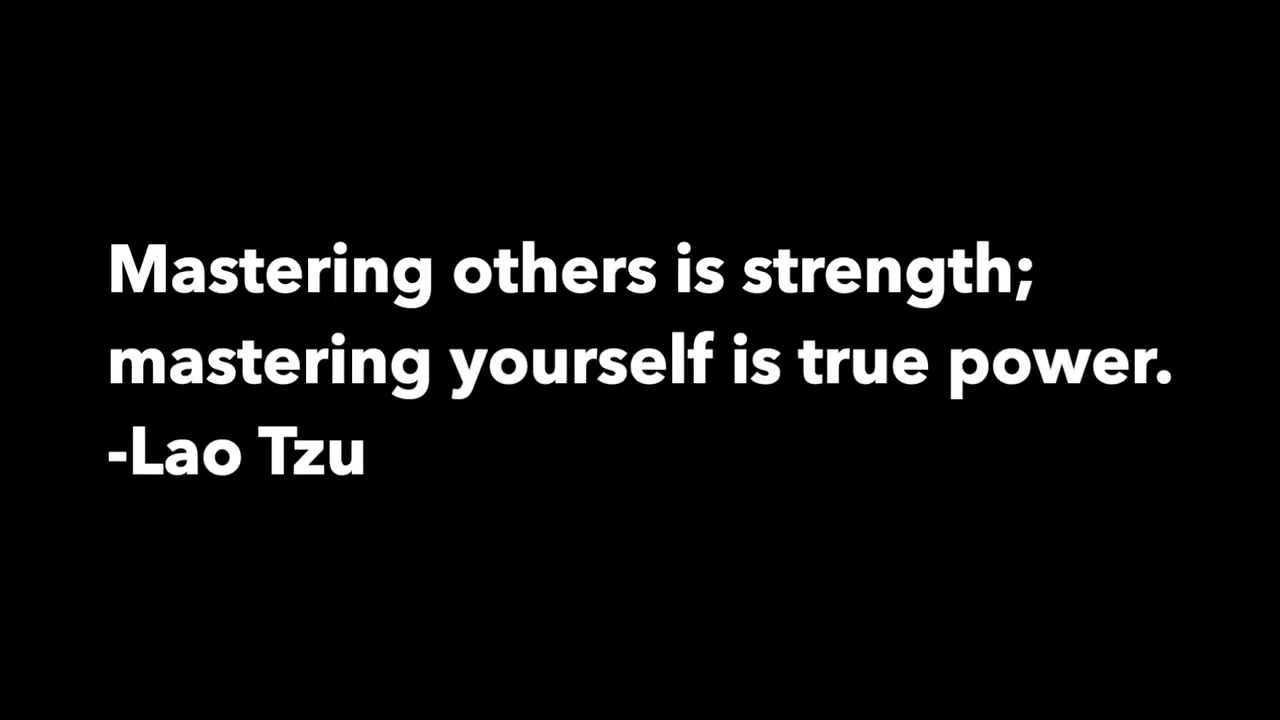 Mastering others is strength;
mastering yourself is true power.
-Lao Tzu